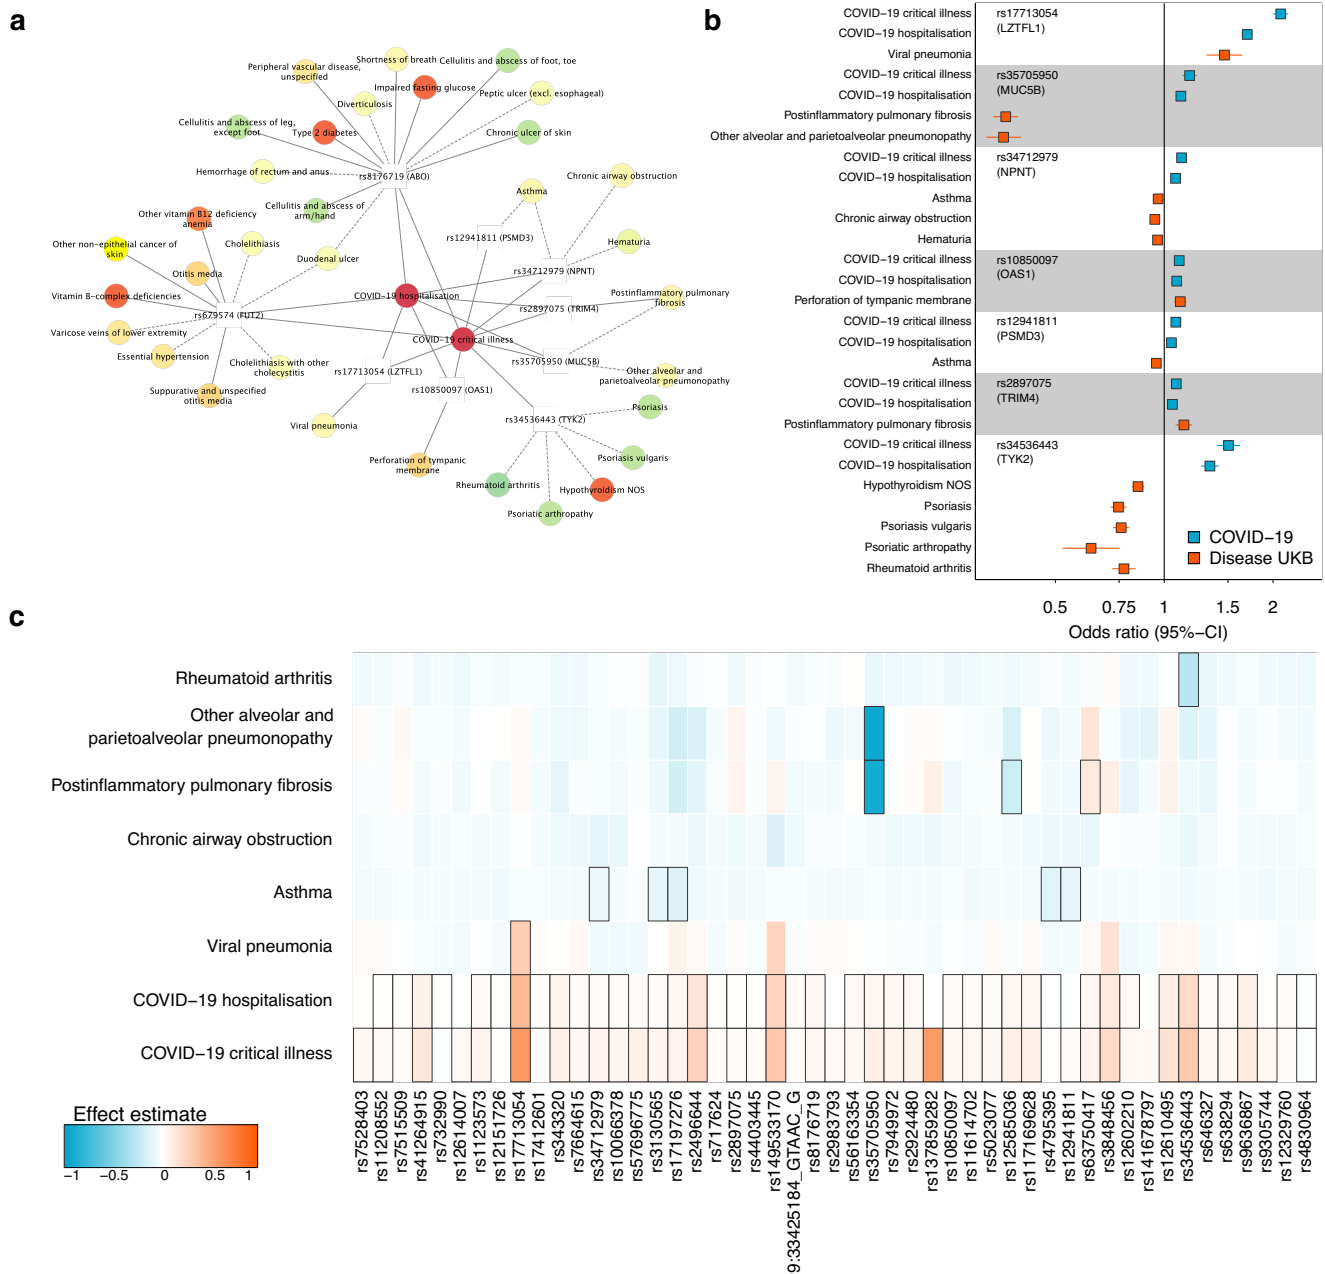 a
Shortness of breath
Cellulitis and abscess of foot, toe
Peripheral vascular disease,
unspecified
Impaired fasting glucose
Peptic ulcer (excl. esophageal)
Diverticulosis
Cellulitis and abscess of leg,
except foot
Type 2 diabetes
Chronic ulcer of skin
Hemorrhage of rectum and anus
rs8176719 (ABO)
Chronic airway obstruction
Asthma
Cellulitis and abscess of
arm/hand
Other vitamin B12 deficiency
anemia
Other non-epithelial cancer of
skin
Cholelithiasis
rs12941811 (PSMD3)
Hematuria
Duodenal ulcer
Otitis media
rs34712979 (NPNT)
Vitamin B-complex deficiencies
COVID-19 hospitalisation
Postinflammatory pulmonary
fibrosis
rs2897075 (TRIM4)
rs679574 (FUT2)
Varicose veins of lower extremity
COVID-19 critical illness
Essential hypertension
Cholelithiasis with other
cholecystitis
rs35705950 (MUC5B)
rs17713054 (LZTFL1)
Other alveolar and
parietoalveolar pneumonopathy
Suppurative and unspecified
otitis media
rs10850097 (OAS1)
Psoriasis
rs34536443 (TYK2)
Viral pneumonia
Perforation of tympanic
membrane
Psoriasis vulgaris
Rheumatoid arthritis
Hypothyroidism NOS
Psoriatic arthropathy
b
COVID−19 critical illness
rs17713054
(LZTFL1)
COVID−19 hospitalisation
Viral pneumonia
COVID−19 critical illness
rs35705950
(MUC5B)
COVID−19 hospitalisation
Postinflammatory pulmonary fibrosis
Other alveolar and parietoalveolar pneumonopathy
COVID−19 critical illness
rs34712979
(NPNT)
COVID−19 hospitalisation
Asthma
Chronic airway obstruction
Hematuria
COVID−19 critical illness
rs10850097
(OAS1)
COVID−19 hospitalisation
Perforation of tympanic membrane
COVID−19 critical illness
rs12941811
(PSMD3)
COVID−19 hospitalisation
Asthma
COVID−19 critical illness
rs2897075
(TRIM4)
COVID−19 hospitalisation
Postinflammatory pulmonary fibrosis
COVID−19 critical illness
rs34536443
(TYK2)
COVID−19 hospitalisation
Hypothyroidism NOS
Psoriasis
Psoriasis vulgaris
Psoriatic arthropathy
Rheumatoid arthritis
COVID−19
Disease UKB
0.5 0.75 1 1.5 2
Odds ratio (95%−CI)
c
Rheumatoid arthritis
Other alveolar and
parietoalveolar pneumonopathy
Postinflammatory pulmonary fibrosis
Chronic airway obstruction
Asthma
Viral pneumonia
COVID−19 hospitalisation
COVID−19 critical illness
Effect estimate
−1 −0.5 0 0.5 1
rs7528403
rs11208552
rs7515509
rs41264915
rs732990
rs12614007
rs1123573
rs12151726
rs17713054
rs17412601
rs343320
rs7664615
rs34712979
rs10066378
rs57696775
rs3130565
rs17197276
rs2496644
rs717624
rs2897075
rs4403445
rs149533170
9:33425184_GTAAC_G
rs8176719
rs2983793
rs56163354
rs35705950
rs7949972
rs2924480
rs137859282
rs10850097
rs11614702
rs5023077
rs12585036
rs117169628
rs4795395
rs12941811
rs63750417
rs3848456
rs12602210
rs141678797
rs12610495
rs34536443
rs646327
rs638294
rs9636867
rs9305744
rs12329760
rs4830964